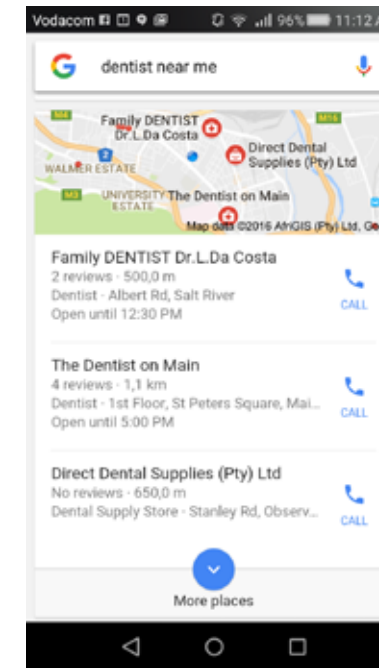 Vodacom 96% 11:12
dentist near me
M4
M16
Family DENTIST
Dr.L.Da Costa
Direct Dental
Supplies (Pty) Ltd
WALMER ESTATE
M3
UNIVERSITY
ESTATE
The Dentist on Main
Map data ©2016 AfriGIS (Pty) Ltd, Go
Family DENTIST Dr.L.Da Costa
2 reviews · 500,0 m
Dentist · Albert Rd, Salt River
Open until 12:30 PM
CALL
The Dentist on Main
4 reviews · 1,1 km
Dentist · 1st Floor, St Peters Square, Mai...
Open until 5:00 PM
CALL
Direct Dental Supplies (Pty) Ltd
No reviews · 650,0 m
Dental Supply Store · Stanley Rd, Observ...
CALL
More places